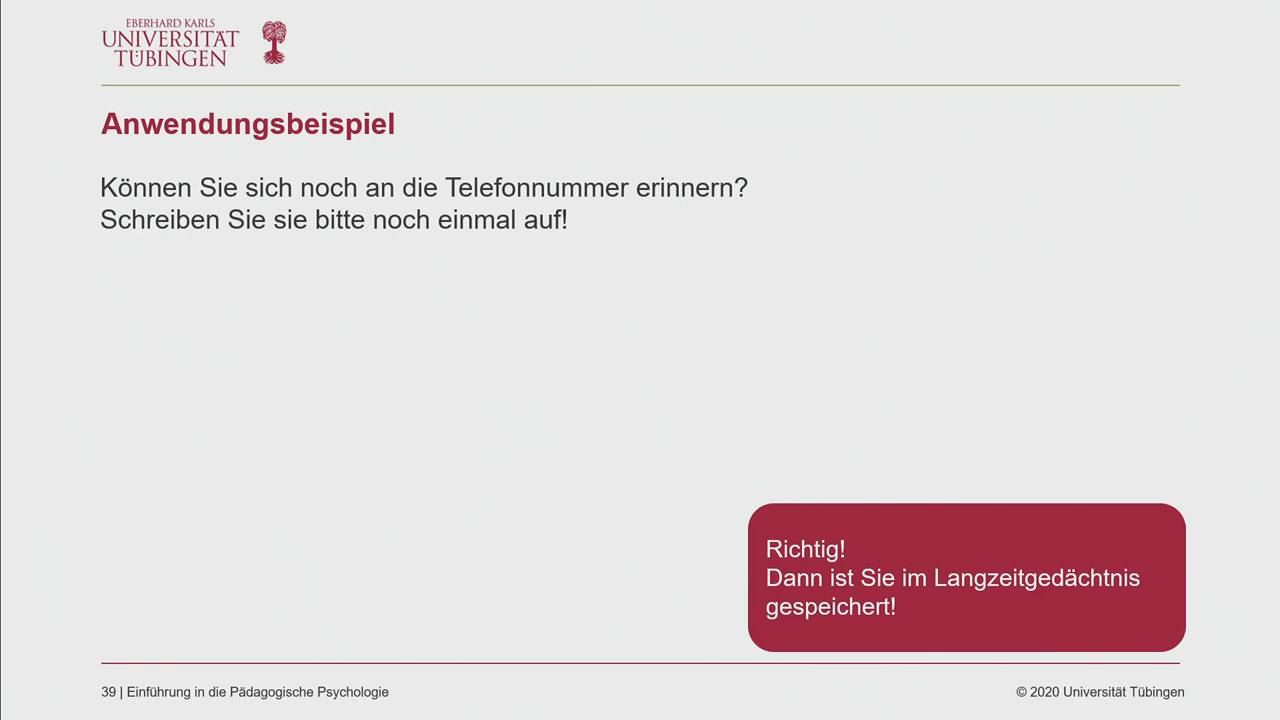 EBERHARD KARLS
UNIVERSITÄT
TÜBINGEN
Anwendungsbeispiel
Können Sie sich noch an die Telefonnummer erinnern?
Schreiben Sie sie bitte noch einmal auf!
Richtig!
Dann ist Sie im Langzeitgedächtnis
gespeichert!
39 | Einführung in die Pädagogische Psychologie
© 2020 Universität Tübingen